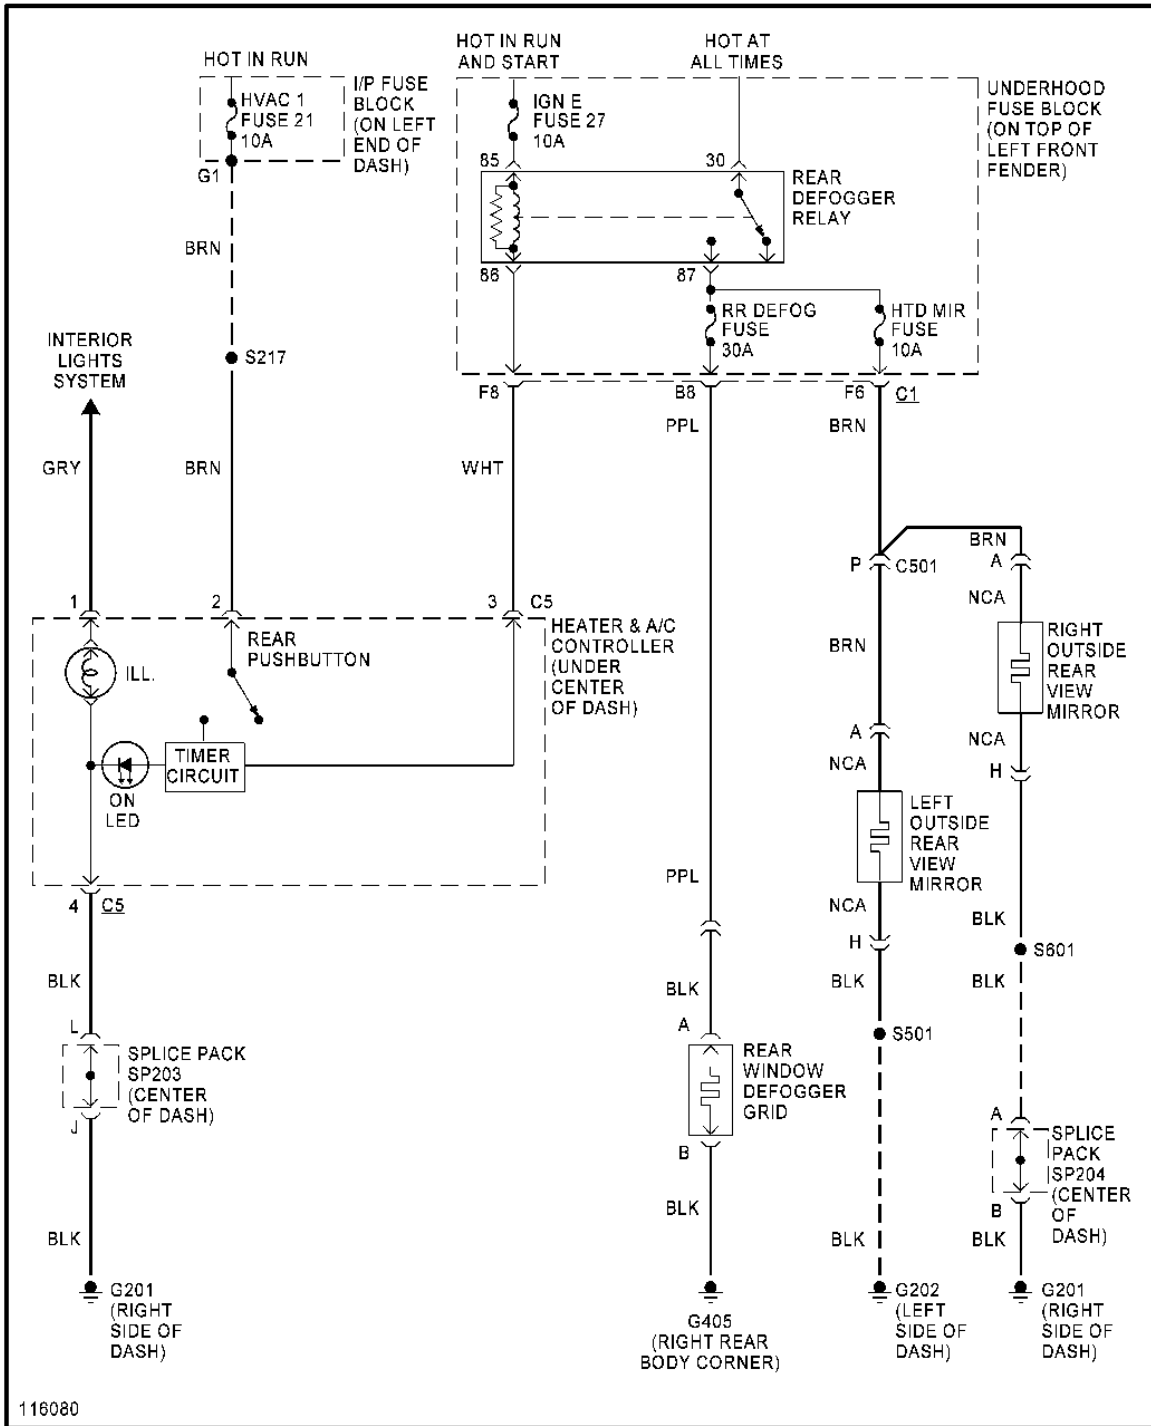 HOT IN RUN
HVAC 1
FUSE 21
10A
I/P FUSE
BLOCK
(ON LEFT
END OF
DASH)
G1
BRN
S217
BRN
INTERIOR
LIGHTS
SYSTEM
GRY
HOT IN RUN
AND START
HOT AT
ALL TIMES
IGN E
FUSE 27
10A
UNDERHOOD
FUSE BLOCK
(ON TOP OF
LEFT FRONT
FENDER)
85
30
REAR
DEFOGGER
RELAY
86
87
RR DEFOG
FUSE
30A
HTD MIR
FUSE
10A
F8
B8
F6
C1
WHT
PPL
BRN
1
2
3
C5
HEATER & A/C
CONTROLLER
(UNDER
CENTER
OF DASH)
REAR
PUSHBUTTON
ILL.
TIMER
CIRCUIT
ON
LED
4
C5
BLK
L
SPLICE PACK
SP203
(CENTER
OF DASH)
J
BLK
G201
(RIGHT
SIDE OF
DASH)
PPL
BLK
A
REAR
WINDOW
DEFOGGER
GRID
B
BLK
G405
(RIGHT REAR
BODY CORNER)
P
C501
BRN
A
NCA
LEFT
OUTSIDE
REAR
VIEW
MIRROR
NCA
H
BLK
S501
BLK
G202
(LEFT
SIDE OF
DASH)
BRN
A
NCA
RIGHT
OUTSIDE
REAR
VIEW
MIRROR
NCA
H
BLK
S601
BLK
A
SPLICE
PACK
SP204
(CENTER
OF
DASH)
B
BLK
G201
(RIGHT
SIDE OF
DASH)
116080